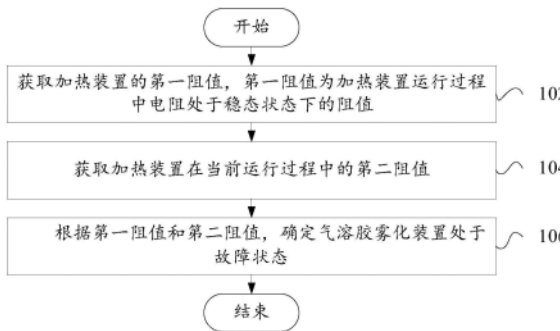 开始
获取加热装置的第一阻值，第一阻值为加热装置运行过程
中电阻处于稳态状态下的阻值
102
获取加热装置在当前运行过程中的第二阻值
104
根据第一阻值和第二阻值，确定气溶胶雾化装置处于
故障状态
106
结束